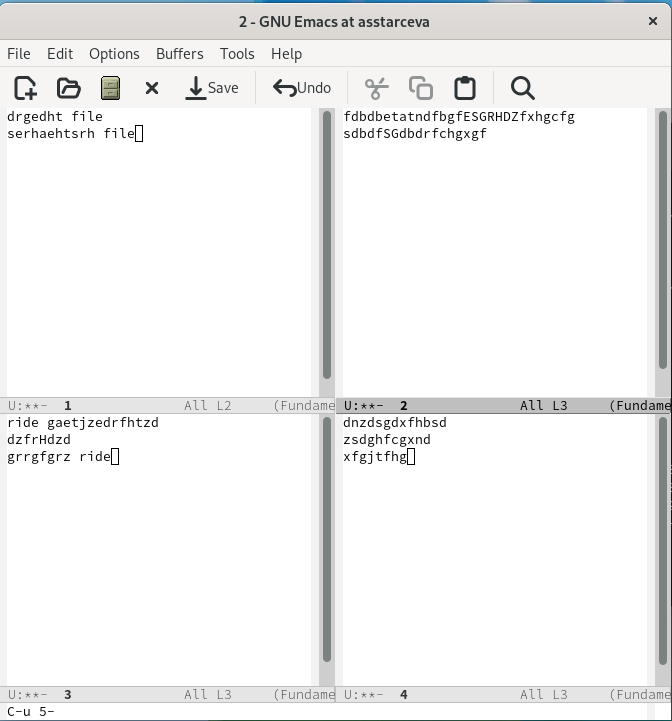 2 - GNU Emacs at asstarceva
File Edit Options Buffers Tools Help
Save Undo
drgedht file
serhaehtsrh file
U:**- 1 All L2 (Fundame
fdbdbetatndfbgfESGRHDZfxhgcfg
sdbdfSGdbdrfchgxgf
U:**- 2 All L3 (Fundame
ride gaetjzedrfhtzd
dzfrHdzd
grrgfgrz ride
U:**- 3 All L3 (Fundame
dnzdsgdxfhbsd
zsdghfcgxnd
xfgjtfhg
U:**- 4 All L3 (Fundame
C-u 5-